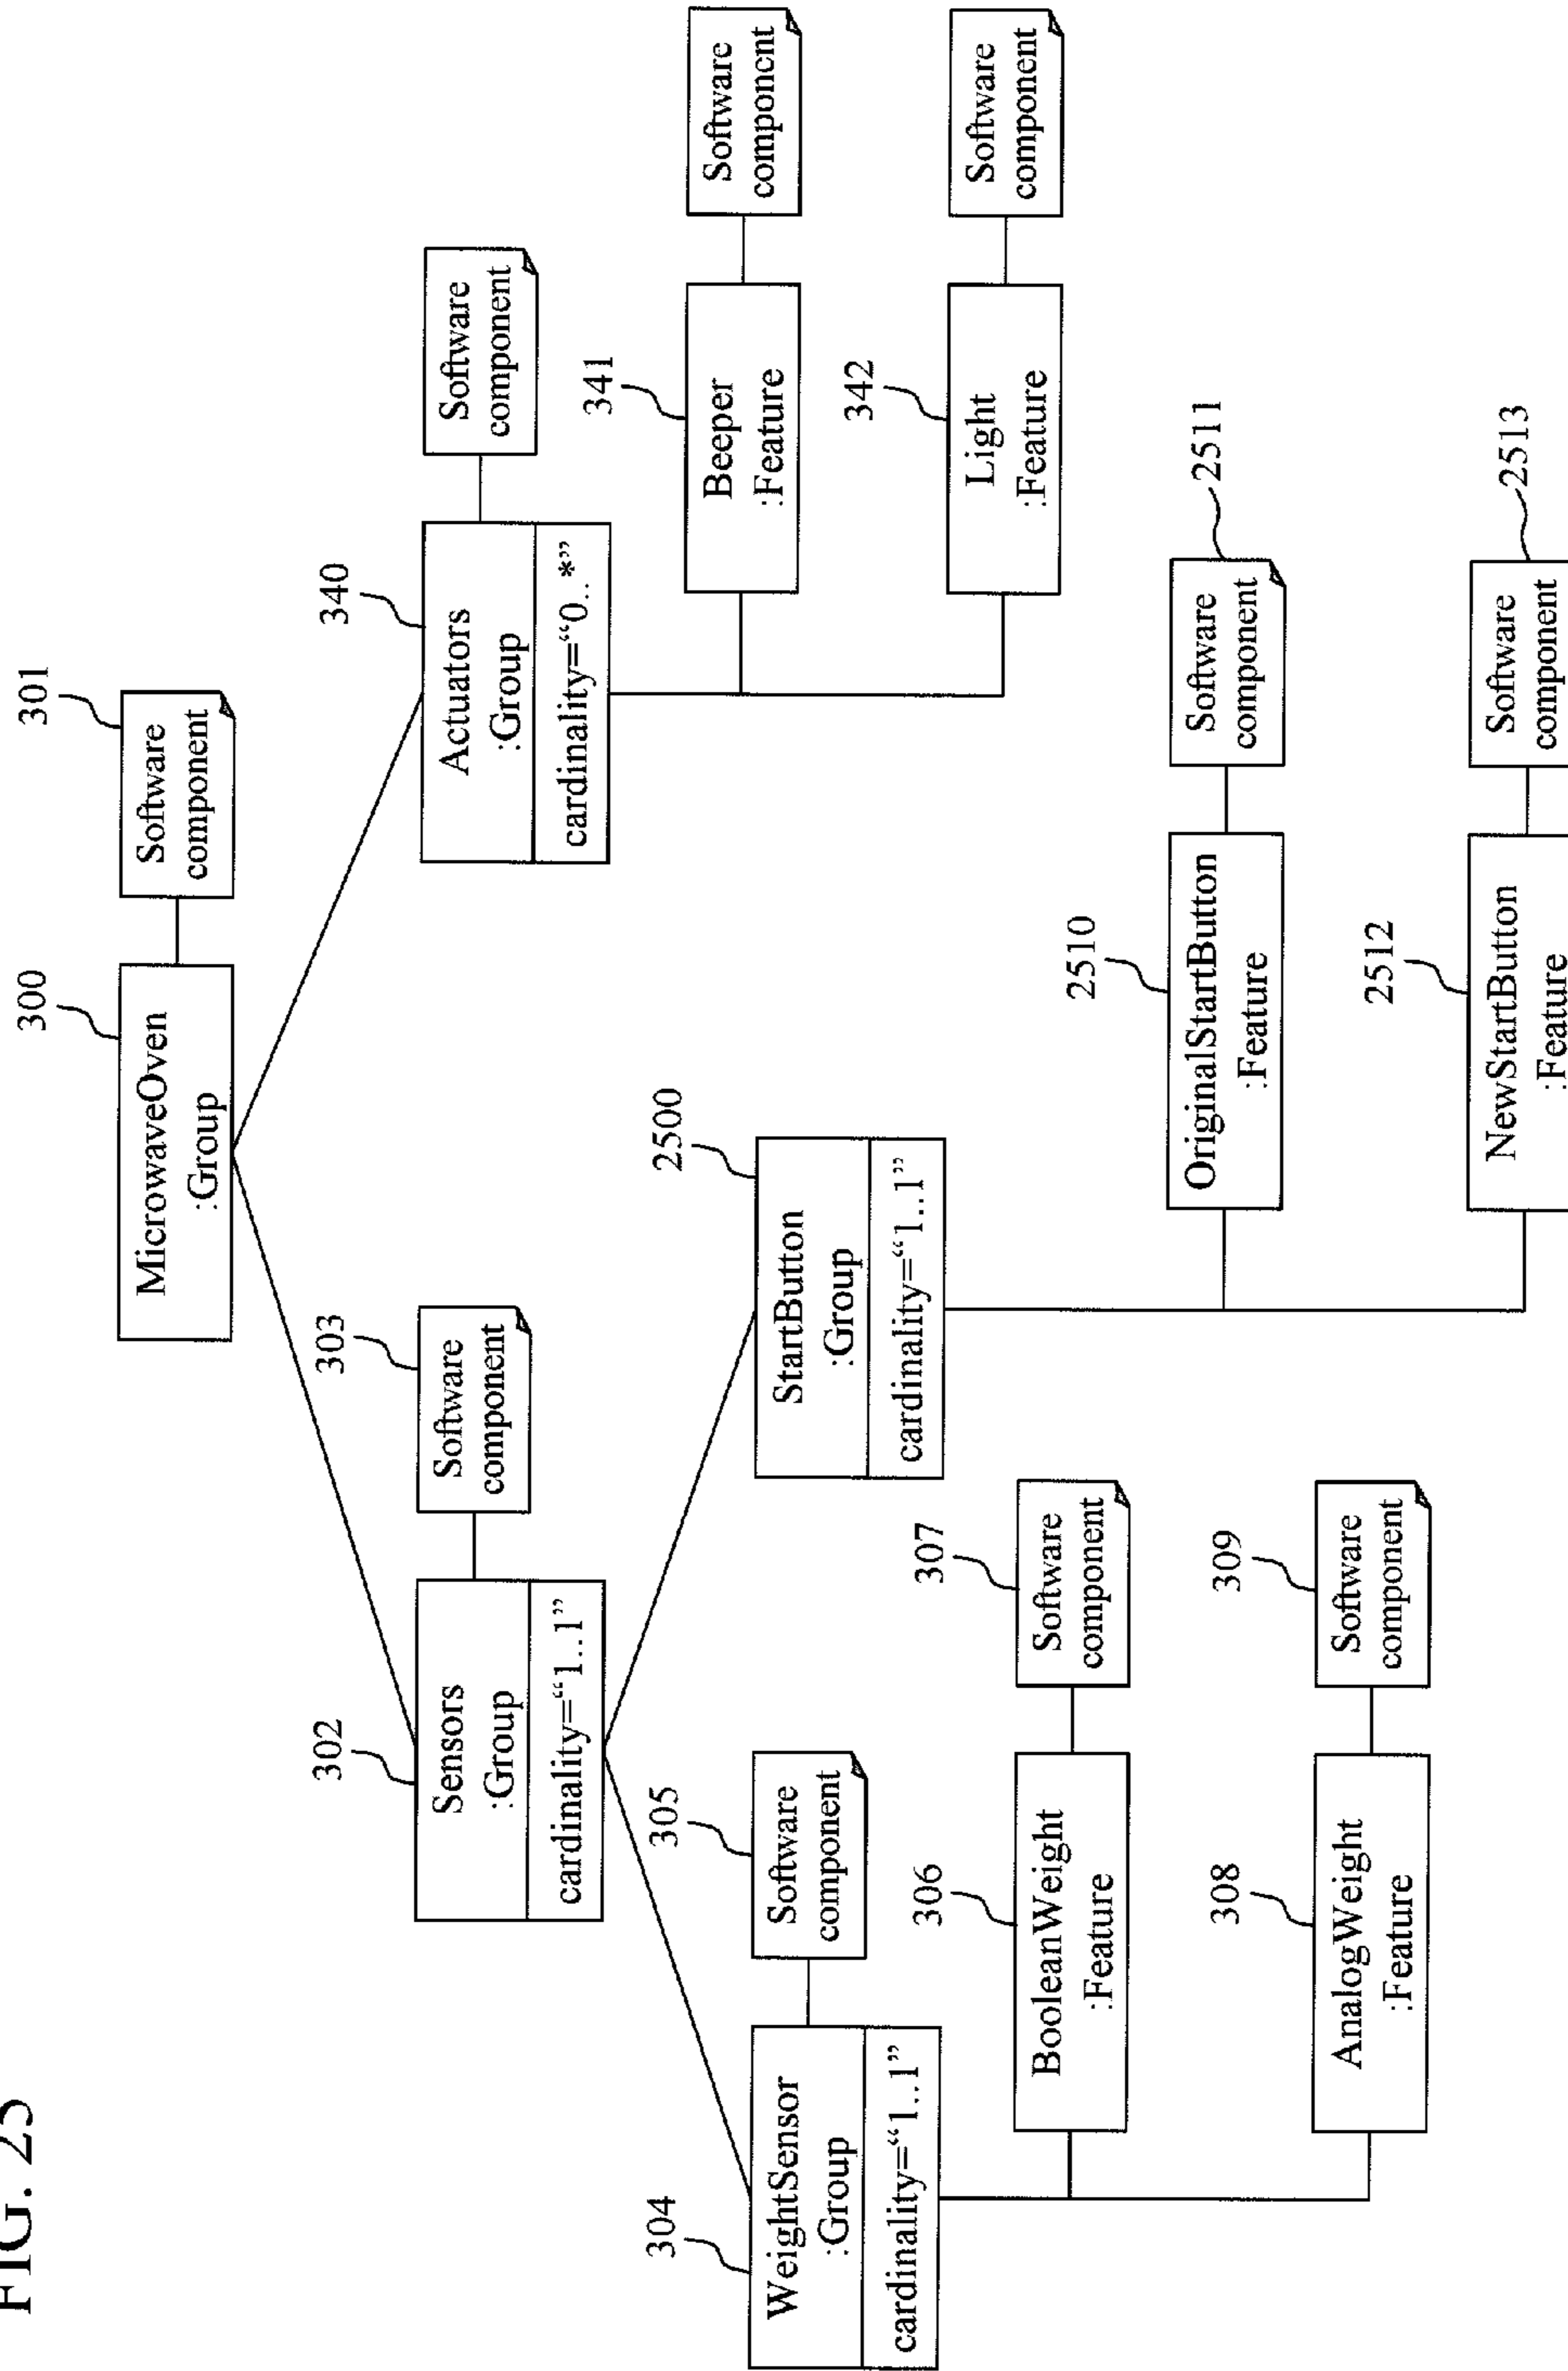 FIG. 25
300
301
MicrowaveOven
:Group
Software
component
302
303
Sensors
:Group
cardinality=“1..1”
Software
component
340
Actuators
:Group
cardinality=“0..*”
Software
component
304
305
WeightSensor
:Group
cardinality=“1..1”
Software
component
2500
StartButton
:Group
cardinality=“1..1”
341
Beeper
:Feature
Software
component
342
Light
:Feature
Software
component
306
307
BooleanWeight
:Feature
Software
component
308
309
AnalogWeight
:Feature
Software
component
2510
2511
OriginalStartButton
:Feature
Software
component
2512
2513
NewStartButton
:Feature
Software
component